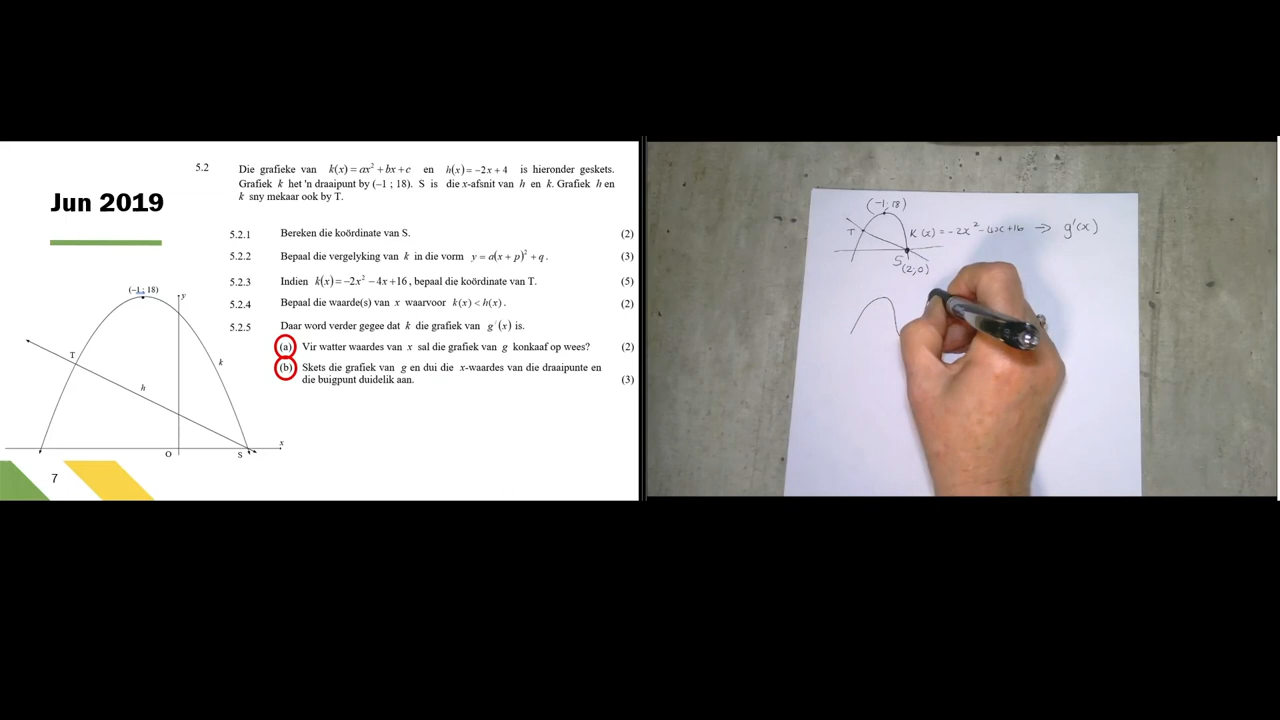 Jun 2019
5.2 Die grafieke van k(x) = ax² + bx + c en h(x) = −2x + 4 is hieronder geskets.
Grafiek k het 'n draaipunt by (−1 ; 18). S is die x-afsnit van h en k. Grafiek h en
k sny mekaar ook by T.
5.2.1 Bereken die koördinate van S. (2)
5.2.2 Bepaal die vergelyking van k in die vorm y = a(x + p)² + q. (3)
5.2.3 Indien k(x) = −2x² − 4x + 16, bepaal die koördinate van T. (5)
5.2.4 Bepaal die waarde(s) van x waarvoor k(x) < h(x). (2)
5.2.5 Daar word verder gegee dat k die grafiek van g′(x) is.
(a) Vir watter waardes van x sal die grafiek van g konkaaf op wees? (2)
(b) Skets die grafiek van g en dui die x-waardes van die draaipunte en
die buigpunt duidelik aan. (3)
(−1 ; 18)
y
T
k
h
x
O
S
7
(−1; 18)
T
k(x) = −2x² − 4x + 16 → g'(x)
S
(2, 0)